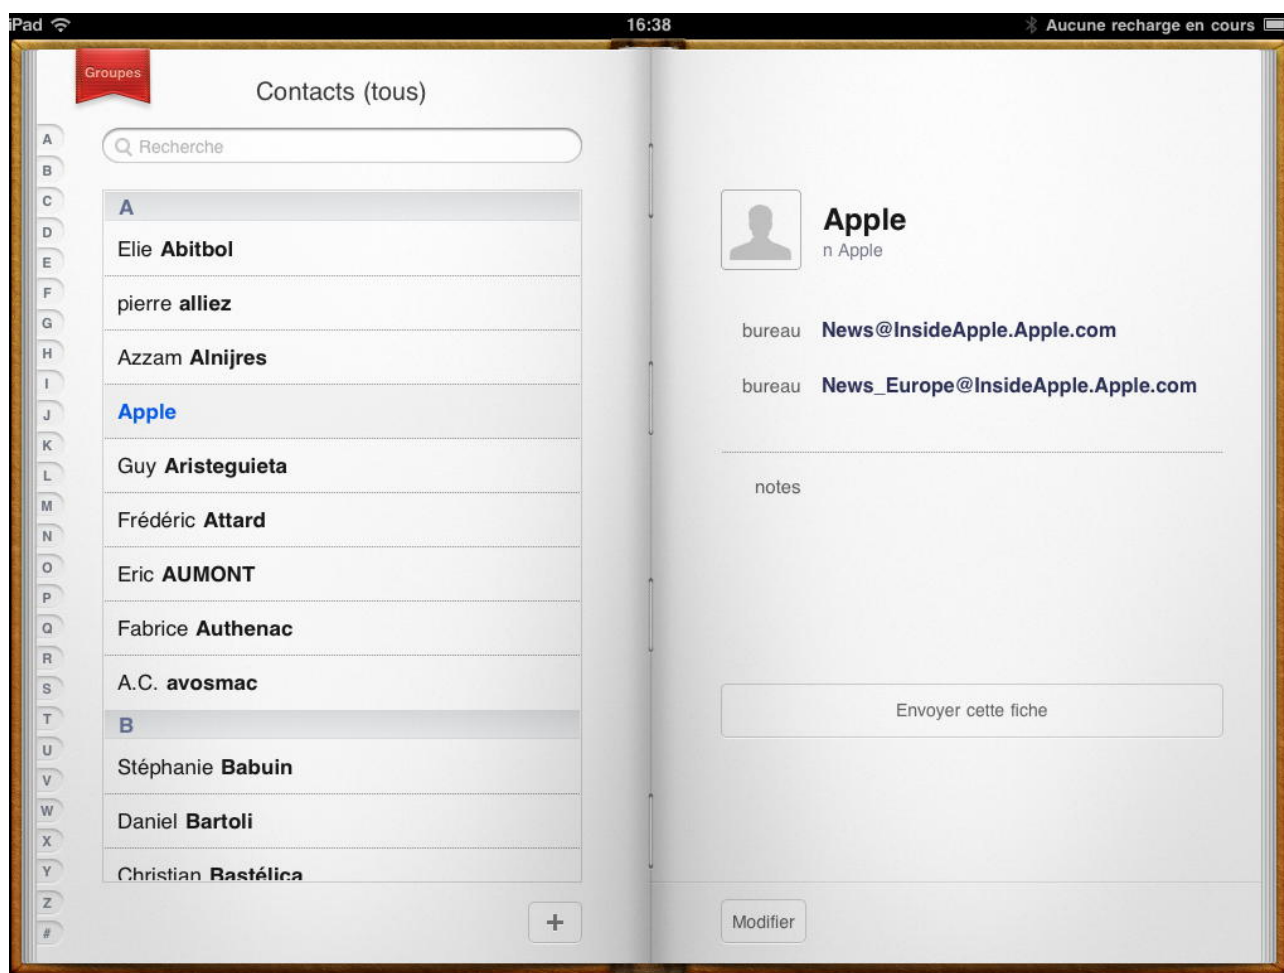 iPad
16:38
Aucune recharge en cours
Groupes
Contacts (tous)
Recherche
A
B
C
D
E
F
G
H
I
J
K
L
M
N
O
P
Q
R
S
T
U
V
W
X
Y
Z
#
A
Elie Abitbol
pierre alliez
Azzam Alnijres
Apple
Guy Aristeguieta
Frédéric Attard
Eric AUMONT
Fabrice Authenac
A.C. avosmac
B
Stéphanie Babuin
Daniel Bartoli
Christian Bastélica
+
Apple
n Apple
bureau News@InsideApple.Apple.com
bureau News_Europe@InsideApple.Apple.com
notes
Envoyer cette fiche
Modifier